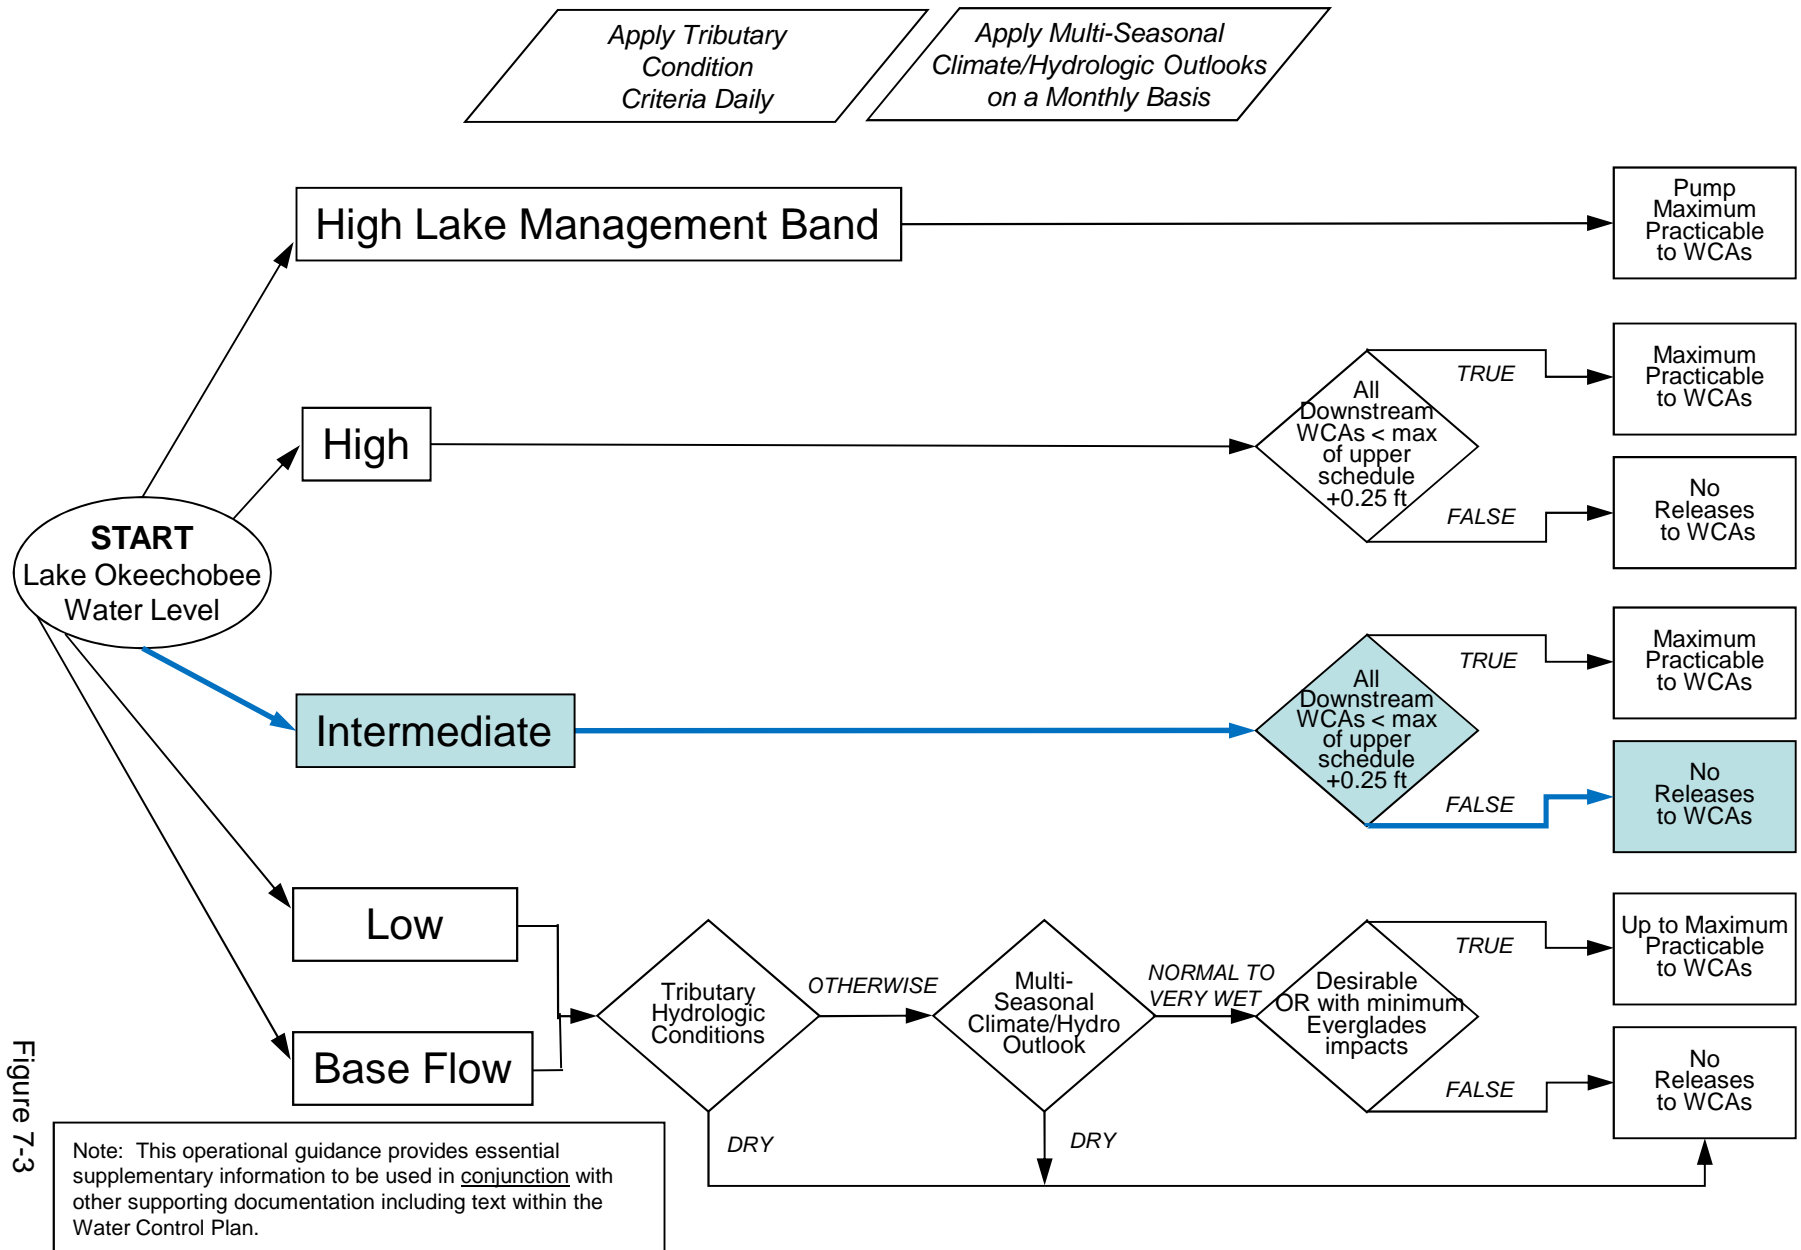 Apply Tributary
Condition
Criteria Daily
Apply Multi-Seasonal
Climate/Hydrologic Outlooks
on a Monthly Basis
High Lake Management Band
Pump
Maximum
Practicable
to WCAs
High
All
Downstream
WCAs < max
of upper
schedule
+0.25 ft
TRUE
Maximum
Practicable
to WCAs
FALSE
No
Releases
to WCAs
START
Lake Okeechobee
Water Level
Intermediate
All
Downstream
WCAs < max
of upper
schedule
+0.25 ft
TRUE
Maximum
Practicable
to WCAs
FALSE
No
Releases
to WCAs
Low
Base Flow
Tributary
Hydrologic
Conditions
OTHERWISE
DRY
Multi-
Seasonal
Climate/Hydro
Outlook
NORMAL TO
VERY WET
DRY
Desirable
OR with minimum
Everglades
impacts
TRUE
Up to Maximum
Practicable
to WCAs
FALSE
No
Releases
to WCAs
Note: This operational guidance provides essential
supplementary information to be used in conjunction with
other supporting documentation including text within the
Water Control Plan.
Figure 7-3